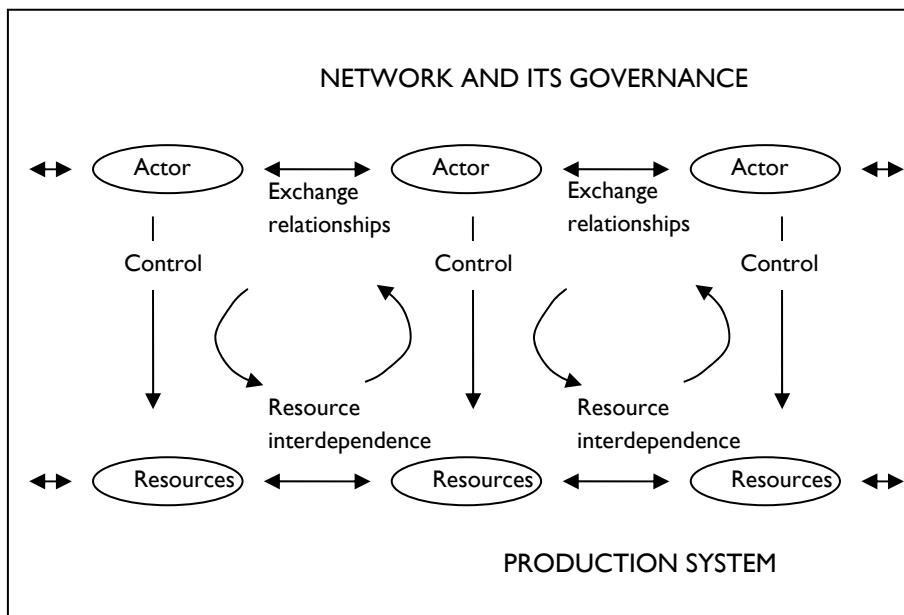 NETWORK AND ITS GOVERNANCE
Actor
Actor
Actor
Exchange
relationships
Exchange
relationships
Control
Control
Control
Resource
interdependence
Resource
interdependence
Resources
Resources
Resources
PRODUCTION SYSTEM